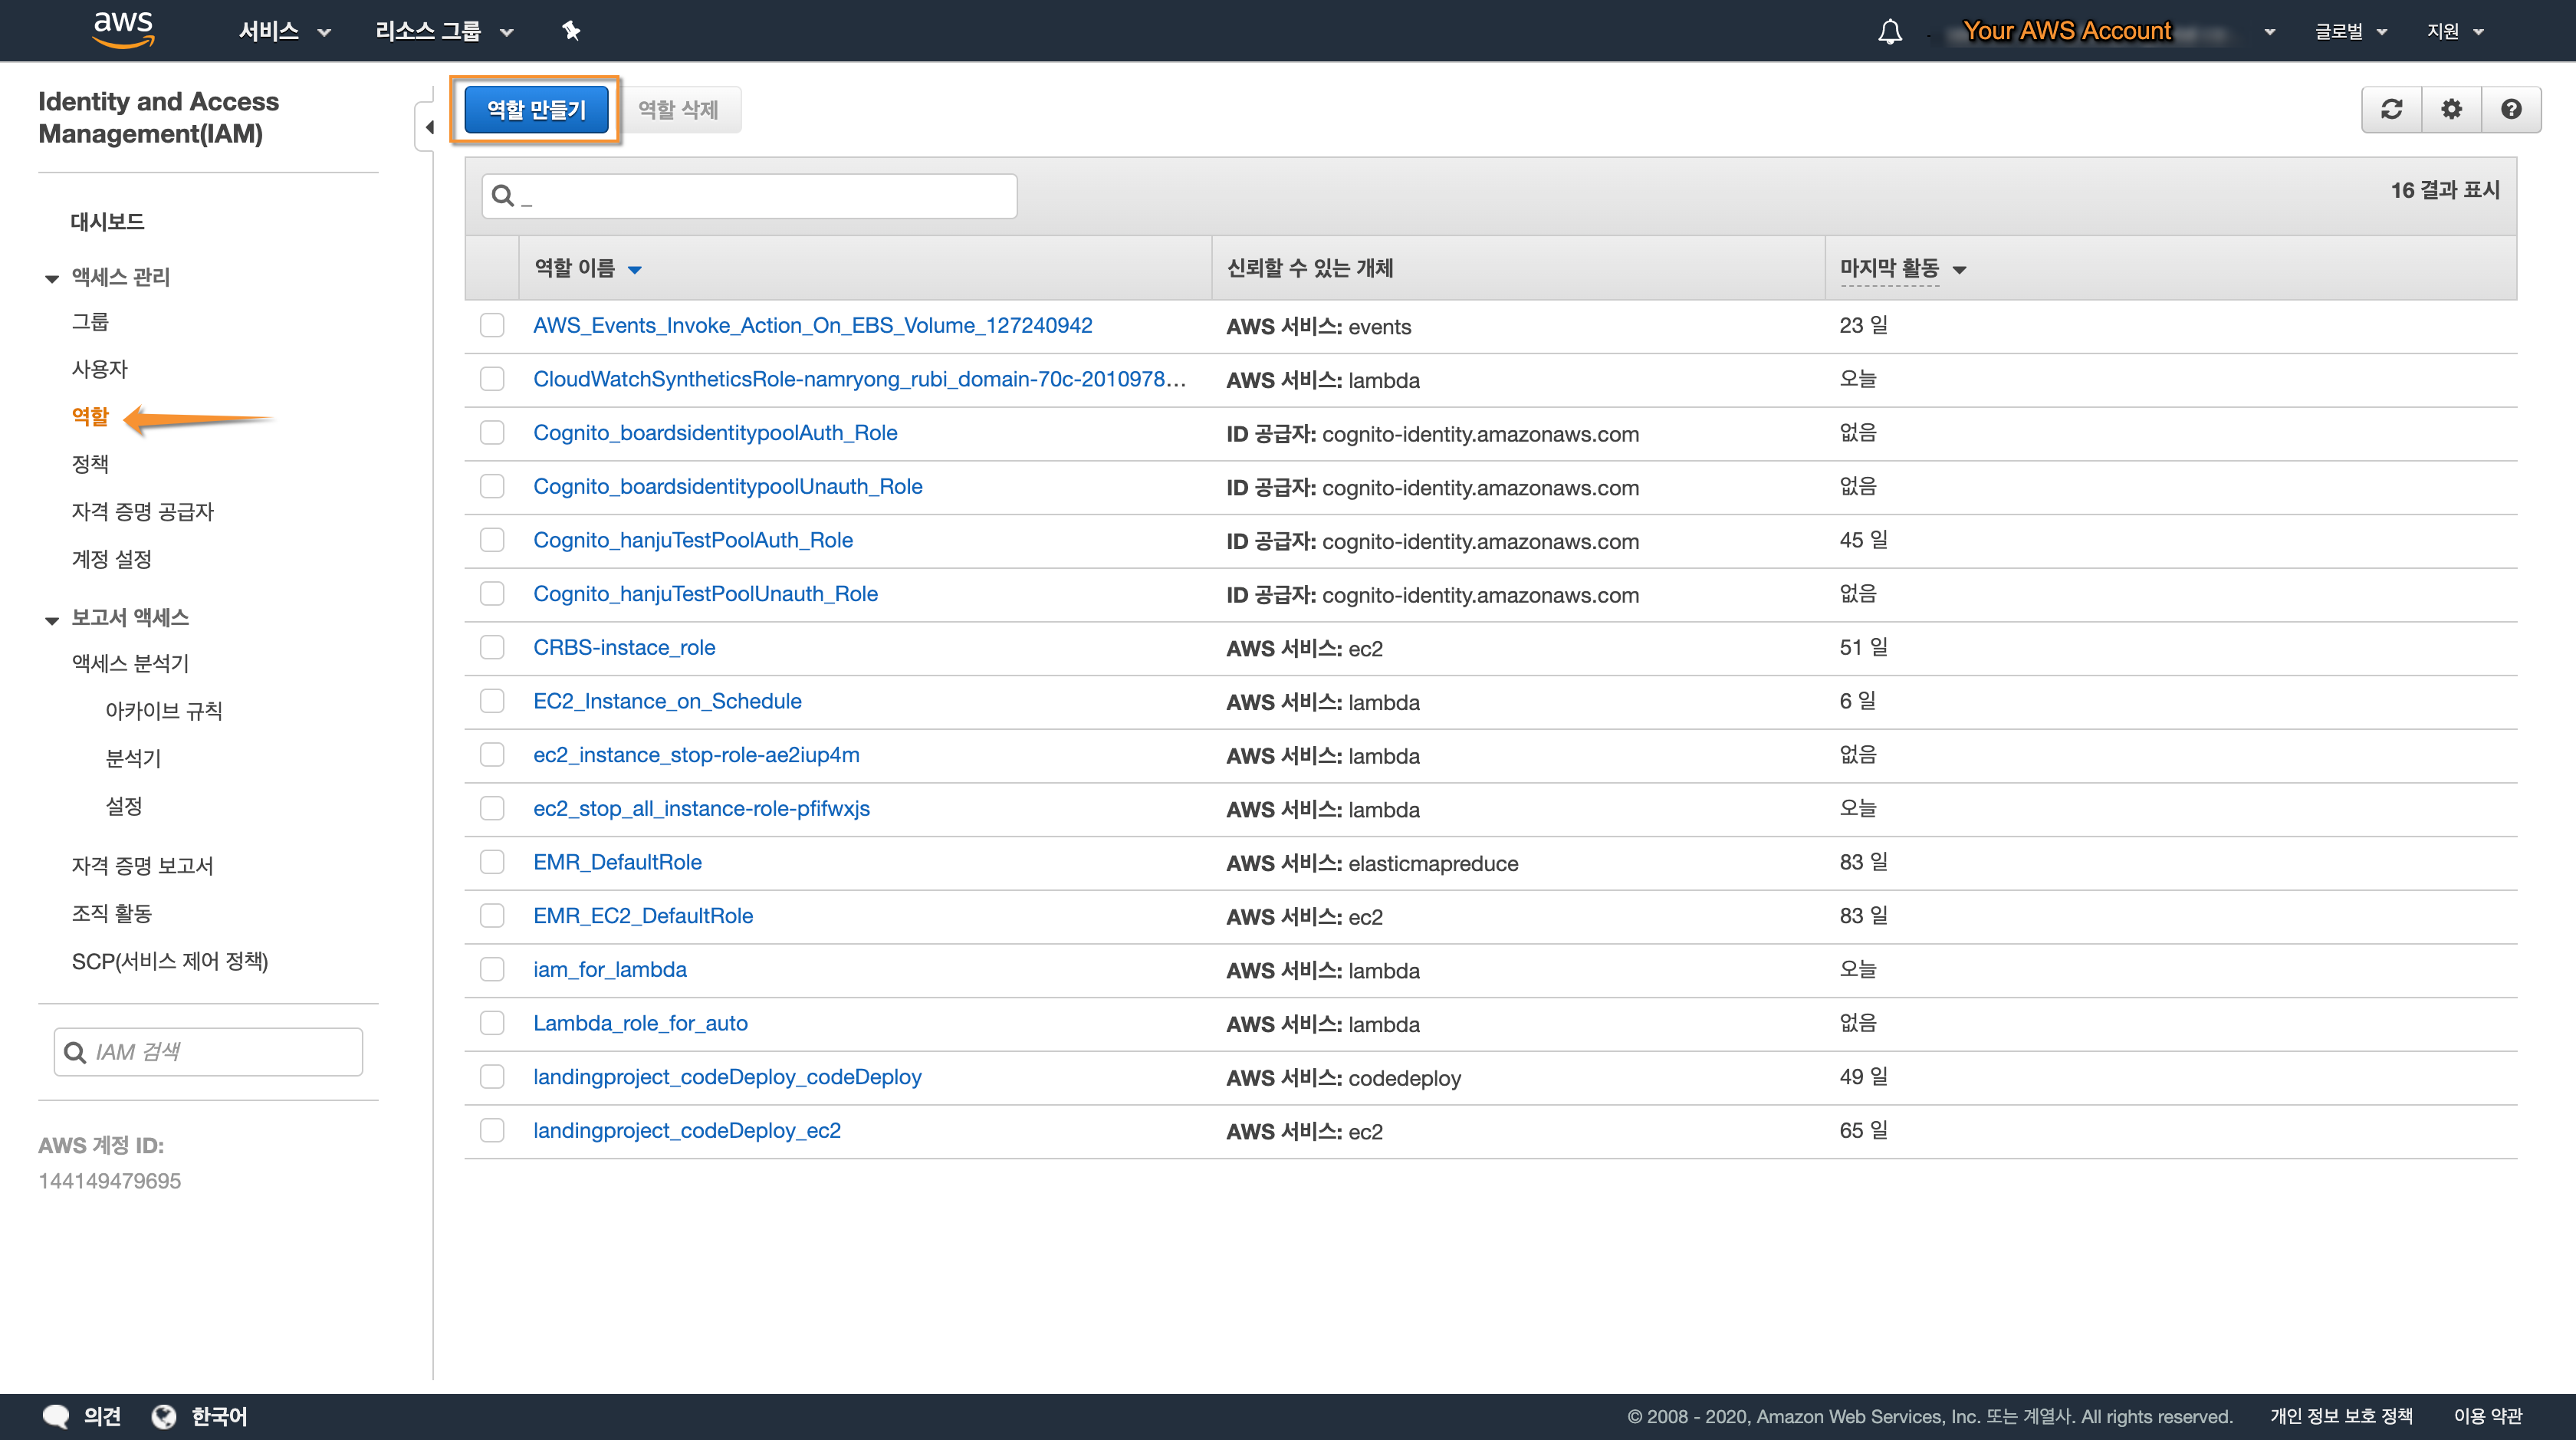 aws
서비스
리소스 그룹
Your AWS Account
글로벌
지원
Identity and Access
Management(IAM)
대시보드
액세스 관리
그룹
사용자
역할
정책
자격 증명 공급자
계정 설정
보고서 액세스
액세스 분석기
아카이브 규칙
분석기
설정
자격 증명 보고서
조직 활동
SCP(서비스 제어 정책)
IAM 검색
AWS 계정 ID:
144149479695
역할 만들기
역할 삭제
_
16 결과 표시
역할 이름 신뢰할 수 있는 개체 마지막 활동
AWS_Events_Invoke_Action_On_EBS_Volume_127240942 AWS 서비스: events 23 일
CloudWatchSyntheticsRole-namryong_rubi_domain-70c-2010978... AWS 서비스: lambda 오늘
Cognito_boardsidentitypoolAuth_Role ID 공급자: cognito-identity.amazonaws.com 없음
Cognito_boardsidentitypoolUnauth_Role ID 공급자: cognito-identity.amazonaws.com 없음
Cognito_hanjuTestPoolAuth_Role ID 공급자: cognito-identity.amazonaws.com 45 일
Cognito_hanjuTestPoolUnauth_Role ID 공급자: cognito-identity.amazonaws.com 없음
CRBS-instace_role AWS 서비스: ec2 51 일
EC2_Instance_on_Schedule AWS 서비스: lambda 6 일
ec2_instance_stop-role-ae2iup4m AWS 서비스: lambda 없음
ec2_stop_all_instance-role-pfifwxjs AWS 서비스: lambda 오늘
EMR_DefaultRole AWS 서비스: elasticmapreduce 83 일
EMR_EC2_DefaultRole AWS 서비스: ec2 83 일
iam_for_lambda AWS 서비스: lambda 오늘
Lambda_role_for_auto AWS 서비스: lambda 없음
landingproject_codeDeploy_codeDeploy AWS 서비스: codedeploy 49 일
landingproject_codeDeploy_ec2 AWS 서비스: ec2 65 일
의견
한국어
© 2008 - 2020, Amazon Web Services, Inc. 또는 계열사. All rights reserved.
개인 정보 보호 정책
이용 약관